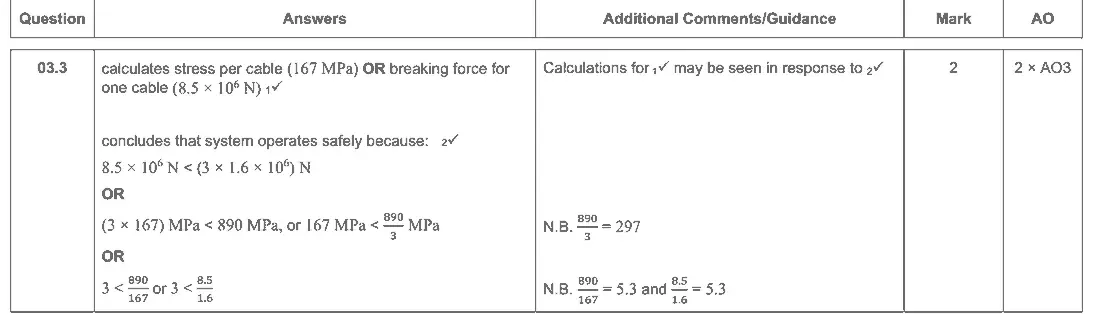 Question Answers Additional Comments/Guidance Mark AO
03.3 calculates stress per cable (167 MPa) OR breaking force for one cable (8.5 × 10⁶ N) ₁✓ Calculations for ₁✓ may be seen in response to ₂✓ 2 2 × AO3
concludes that system operates safely because: ₂✓
8.5 × 10⁶ N < (3 × 1.6 × 10⁶) N
OR
(3 × 167) MPa < 890 MPa, or 167 MPa < 890/3 MPa N.B. 890/3 = 297
OR
3 < 890/167 or 3 < 8.5/1.6 N.B. 890/167 = 5.3 and 8.5/1.6 = 5.3